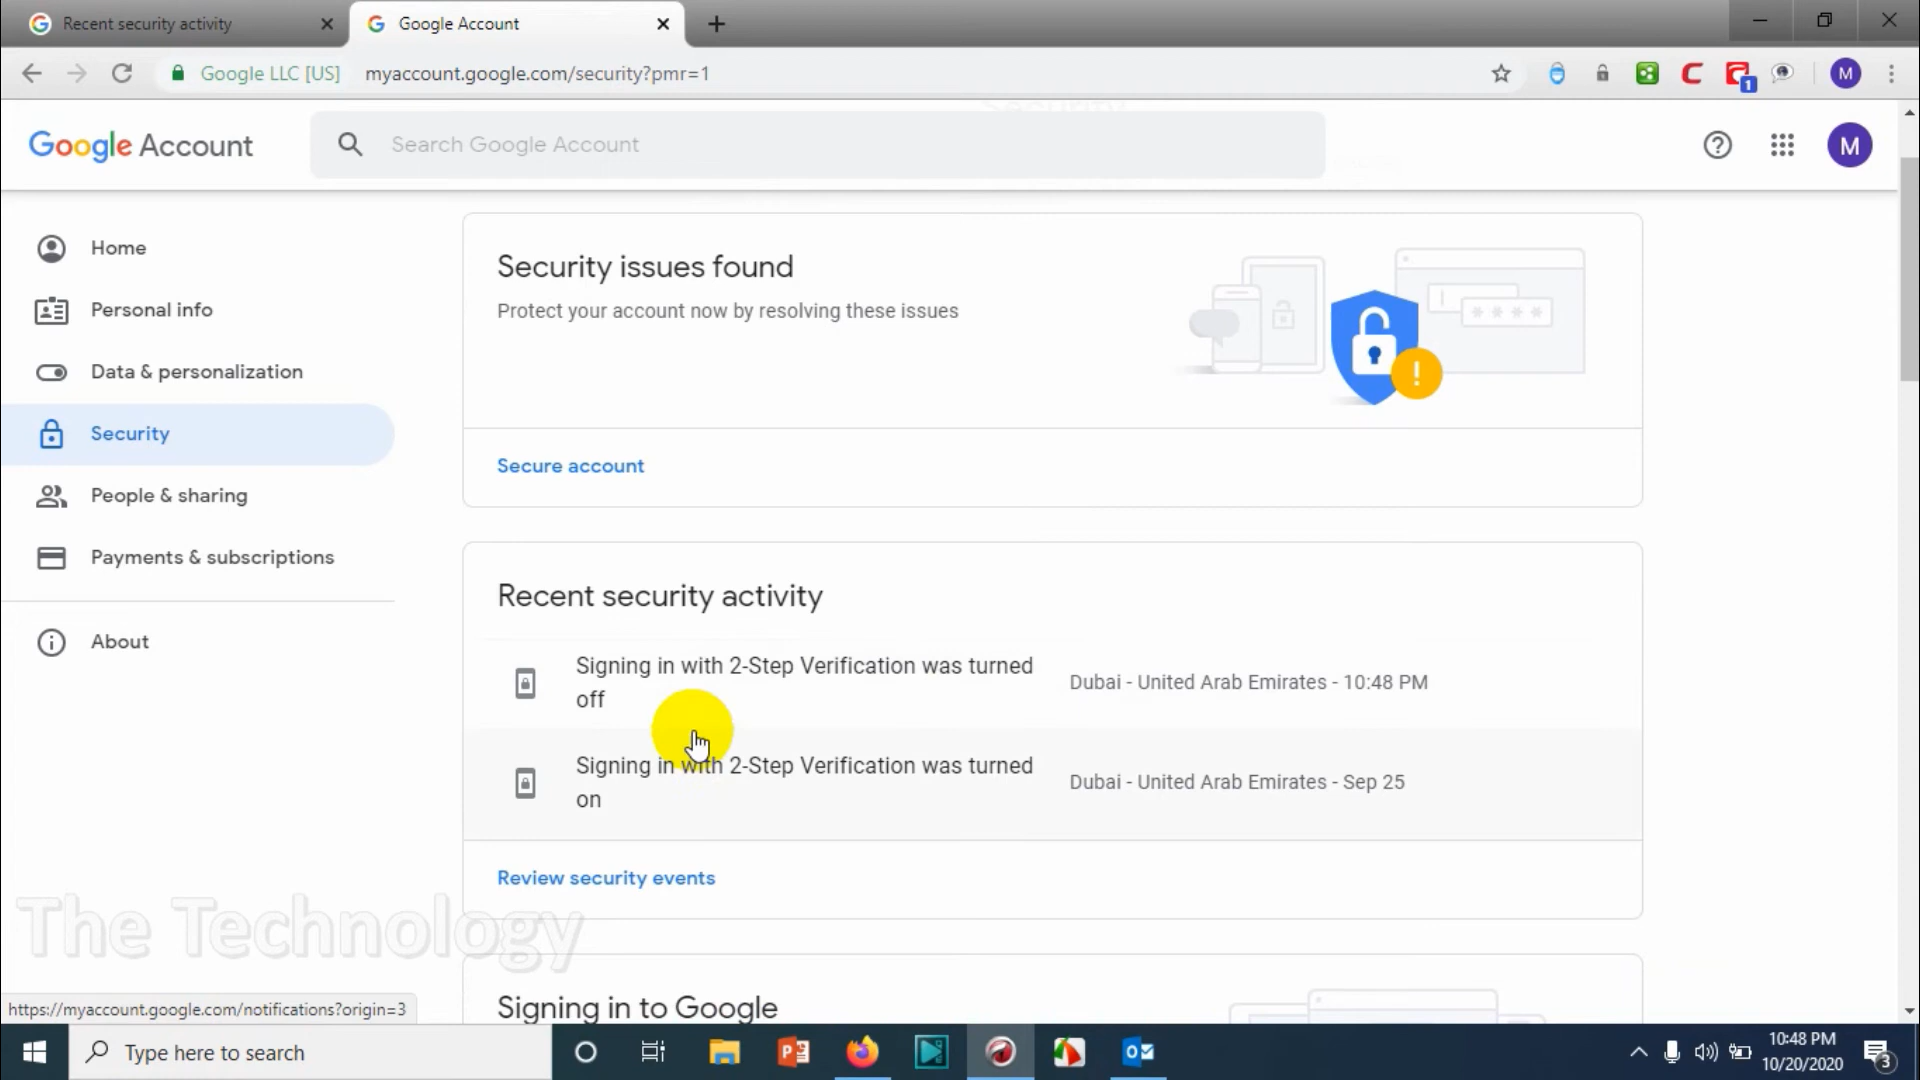 Recent security activity
Google Account
Google LLC [US]
myaccount.google.com/security?pmr=1
1
M
Google Account
Search Google Account
M
Home
Personal info
Data & personalization
Security
People & sharing
Payments & subscriptions
About
Security issues found
Protect your account now by resolving these issues
Secure account
Recent security activity
Signing in with 2-Step Verification was turned
off
Dubai - United Arab Emirates - 10:48 PM
Signing in with 2-Step Verification was turned
on
Dubai - United Arab Emirates - Sep 25
Review security events
The Technology
Signing in to Google
https://myaccount.google.com/notifications?origin=3
Type here to search
10:48 PM
10/20/2020
3